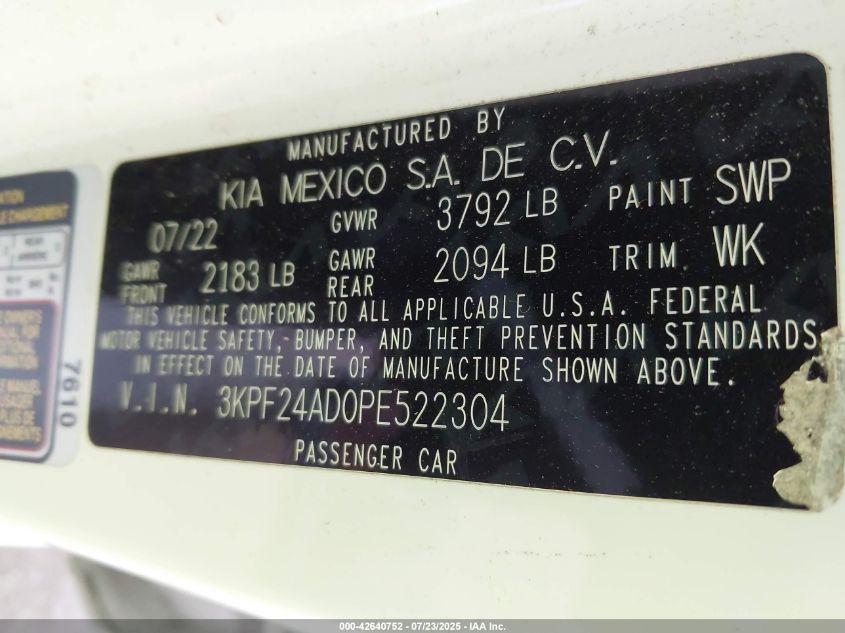 MANUFACTURED BY
KIA MEXICO S.A. DE C.V.
07/22 GVWR 3792 LB PAINT SWP
GAWR FRONT 2183 LB GAWR REAR 2094 LB TRIM WK
THIS VEHICLE CONFORMS TO ALL APPLICABLE U.S.A. FEDERAL
MOTOR VEHICLE SAFETY, BUMPER, AND THEFT PREVENTION STANDARDS
IN EFFECT ON THE DATE OF MANUFACTURE SHOWN ABOVE.
V.I.N. 3KPF24AD0PE522304
PASSENGER CAR
CHARGEMENT
REAR
7610
000-42640752 - 07/23/2025 - IAA Inc.